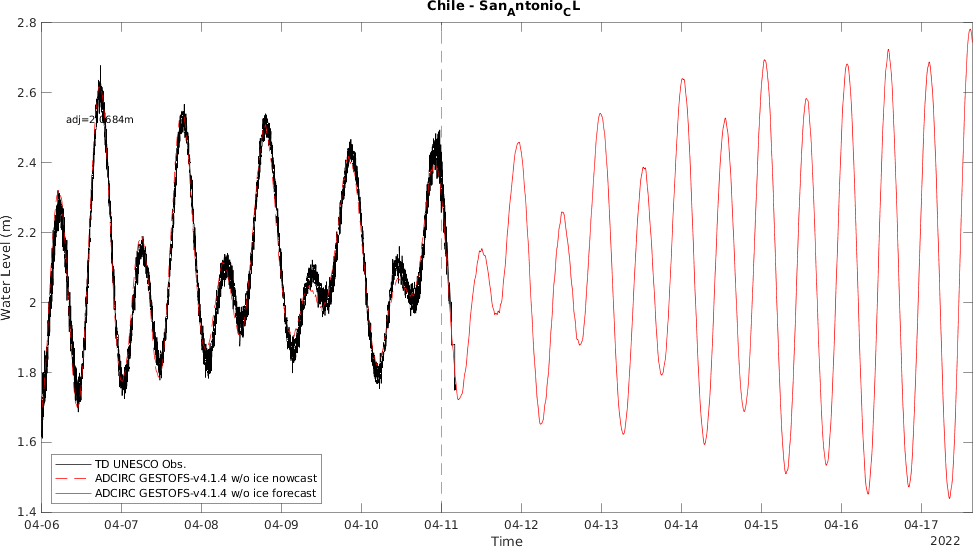 Chile - SanAntonioCL
2.8
2.6
2.4
2.2
2
1.8
1.6
1.4
Water Level (m)
adj=2.0684m
TD UNESCO Obs.
ADCIRC GESTOFS-v4.1.4 w/o ice nowcast
ADCIRC GESTOFS-v4.1.4 w/o ice forecast
04-06 04-07 04-08 04-09 04-10 04-11 04-12 04-13 04-14 04-15 04-16 04-17
Time
2022